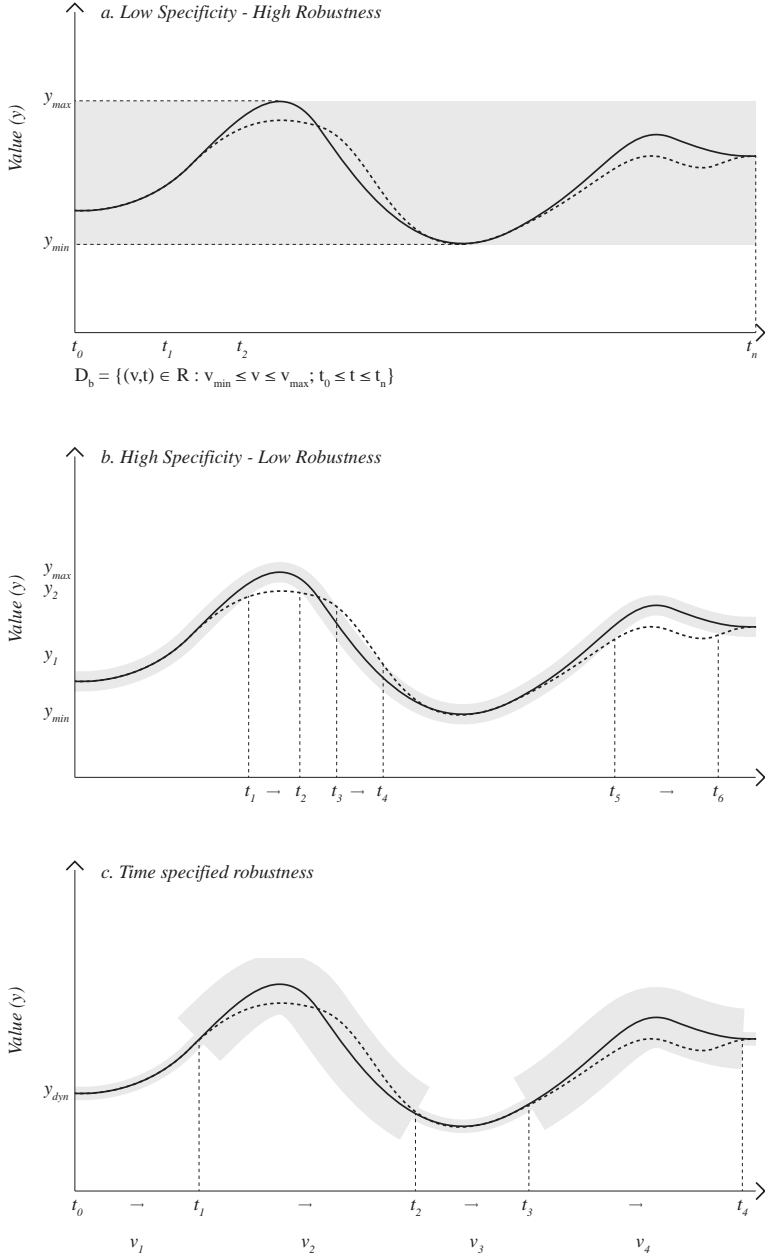 a. Low Specificity - High Robustness
Value (y)
y_max
y_min
t_0 t_1 t_2 t_n
D_b = {(v,t) ∈ R : v_min ≤ v ≤ v_max; t_0 ≤ t ≤ t_n}
b. High Specificity - Low Robustness
Value (y)
y_max
y_2
y_1
y_min
t_1 → t_2 t_3 → t_4 t_5 → t_6
c. Time specified robustness
Value (y)
y_dyn
t_0 → t_1 → t_2 → t_3 → t_4
v_1 v_2 v_3 v_4